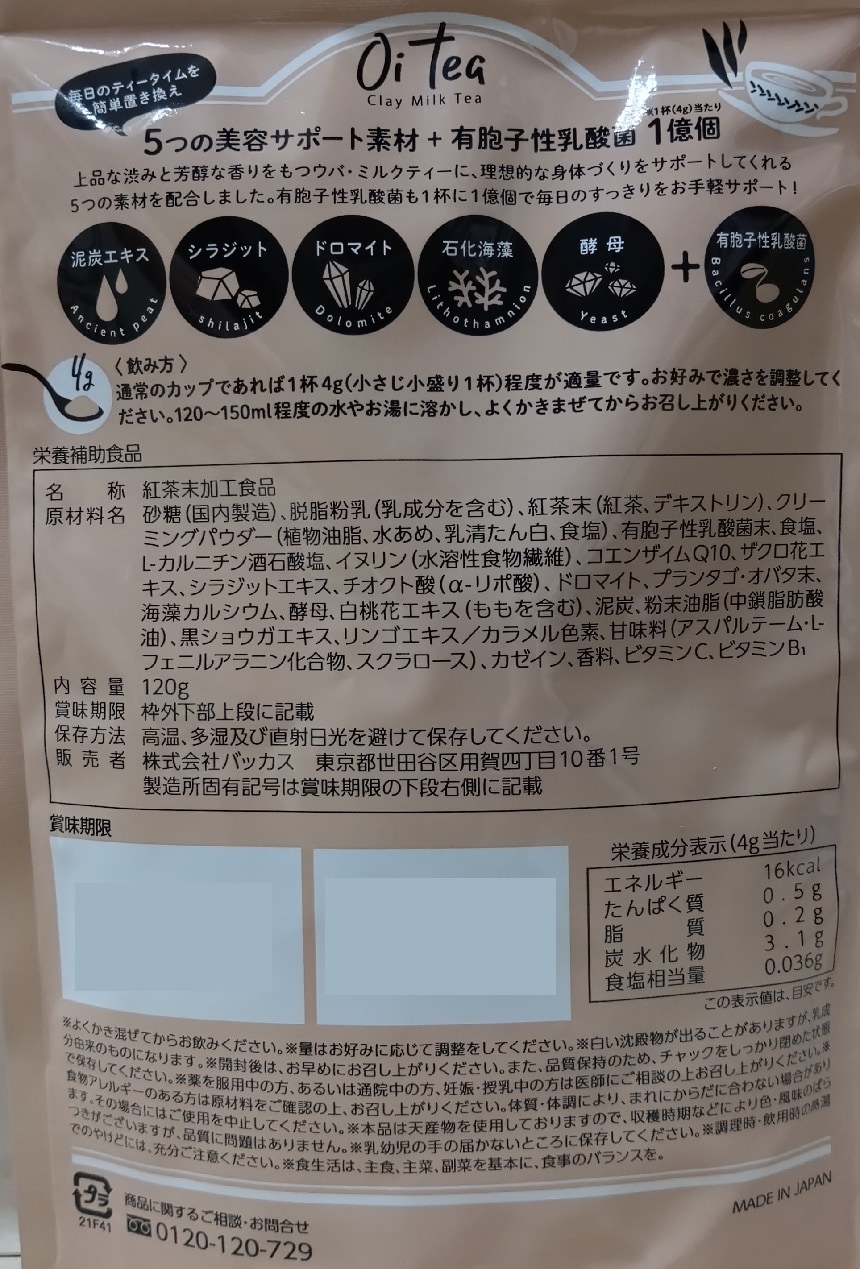 Oi Tea
Clay Milk Tea
毎日のティータイムを
簡単置き換え
※1杯(4g)当たり
5つの美容サポート素材 + 有胞子性乳酸菌 1億個
上品な渋みと芳醇な香りをもつウバ・ミルクティーに、理想的な身体づくりをサポートしてくれる
5つの素材を配合しました。有胞子性乳酸菌も1杯に1億個で毎日のすっきりをお手軽サポート!
泥炭エキス
Ancient peat
シラジット
shilajit
ドロマイト
Dolomite
石化海藻
Lithothamnion
酵母
Yeast
+
有胞子性乳酸菌
Bacillus coagulans
4g
〈飲み方〉
通常のカップであれば1杯4g(小さじ小盛り1杯)程度が適量です。お好みで濃さを調整してく
ださい。120〜150ml程度の水やお湯に溶かし、よくかきまぜてからお召し上がりください。
栄養補助食品
名 称 紅茶末加工食品
原材料名 砂糖(国内製造)、脱脂粉乳(乳成分を含む)、紅茶末(紅茶、デキストリン)、クリー
ミングパウダー(植物油脂、水あめ、乳清たん白、食塩)、有胞子性乳酸菌末、食塩、
L-カルニチン酒石酸塩、イヌリン(水溶性食物繊維)、コエンザイムQ10、ザクロ花エ
キス、シラジットエキス、チオクト酸(α-リポ酸)、ドロマイト、プランタゴ・オバタ末、
海藻カルシウム、酵母、白桃花エキス(ももを含む)、泥炭、粉末油脂(中鎖脂肪酸
油)、黒ショウガエキス、リンゴエキス/カラメル色素、甘味料(アスパルテーム・L-
フェニルアラニン化合物、スクラロース)、カゼイン、香料、ビタミンC、ビタミンB₁
内容量 120g
賞味期限 枠外下部上段に記載
保存方法 高温、多湿及び直射日光を避けて保存してください。
販売者 株式会社バッカス 東京都世田谷区用賀四丁目10番1号
製造所固有記号は賞味期限の下段右側に記載
賞味期限
栄養成分表示(4g当たり)
エネルギー 16kcal
たんぱく質 0.5g
脂質 0.2g
炭水化物 3.1g
食塩相当量 0.036g
この表示値は、目安です。
※よくかき混ぜてからお飲みください。※量はお好みに応じて調整をしてください。※白い沈殿物が出ることがありますが、乳成
分由来のものになります。※開封後は、お早めにお召し上がりください。また、品質保持のため、チャックをしっかり閉めた状態
で保存してください。※薬を服用中の方、あるいは通院中の方、妊娠・授乳中の方は医師にご相談の上お召し上がりください。※
食物アレルギーのある方は原材料をご確認の上、お召し上がりください。体質・体調により、まれにからだに合わない場合があり
ます。その場合にはご使用を中止してください。※本品は天産物を使用しておりますので、収穫時期などにより色・風味のばら
つきがございますが、品質に問題はありません。※乳幼児の手の届かないところに保存してください。※調理時・飲用時の熱湯
でのやけどには、充分ご注意ください。※食生活は、主食、主菜、副菜を基本に、食事のバランスを。
プラ
21F41
商品に関するご相談・お問合せ
0120-120-729
MADE IN JAPAN